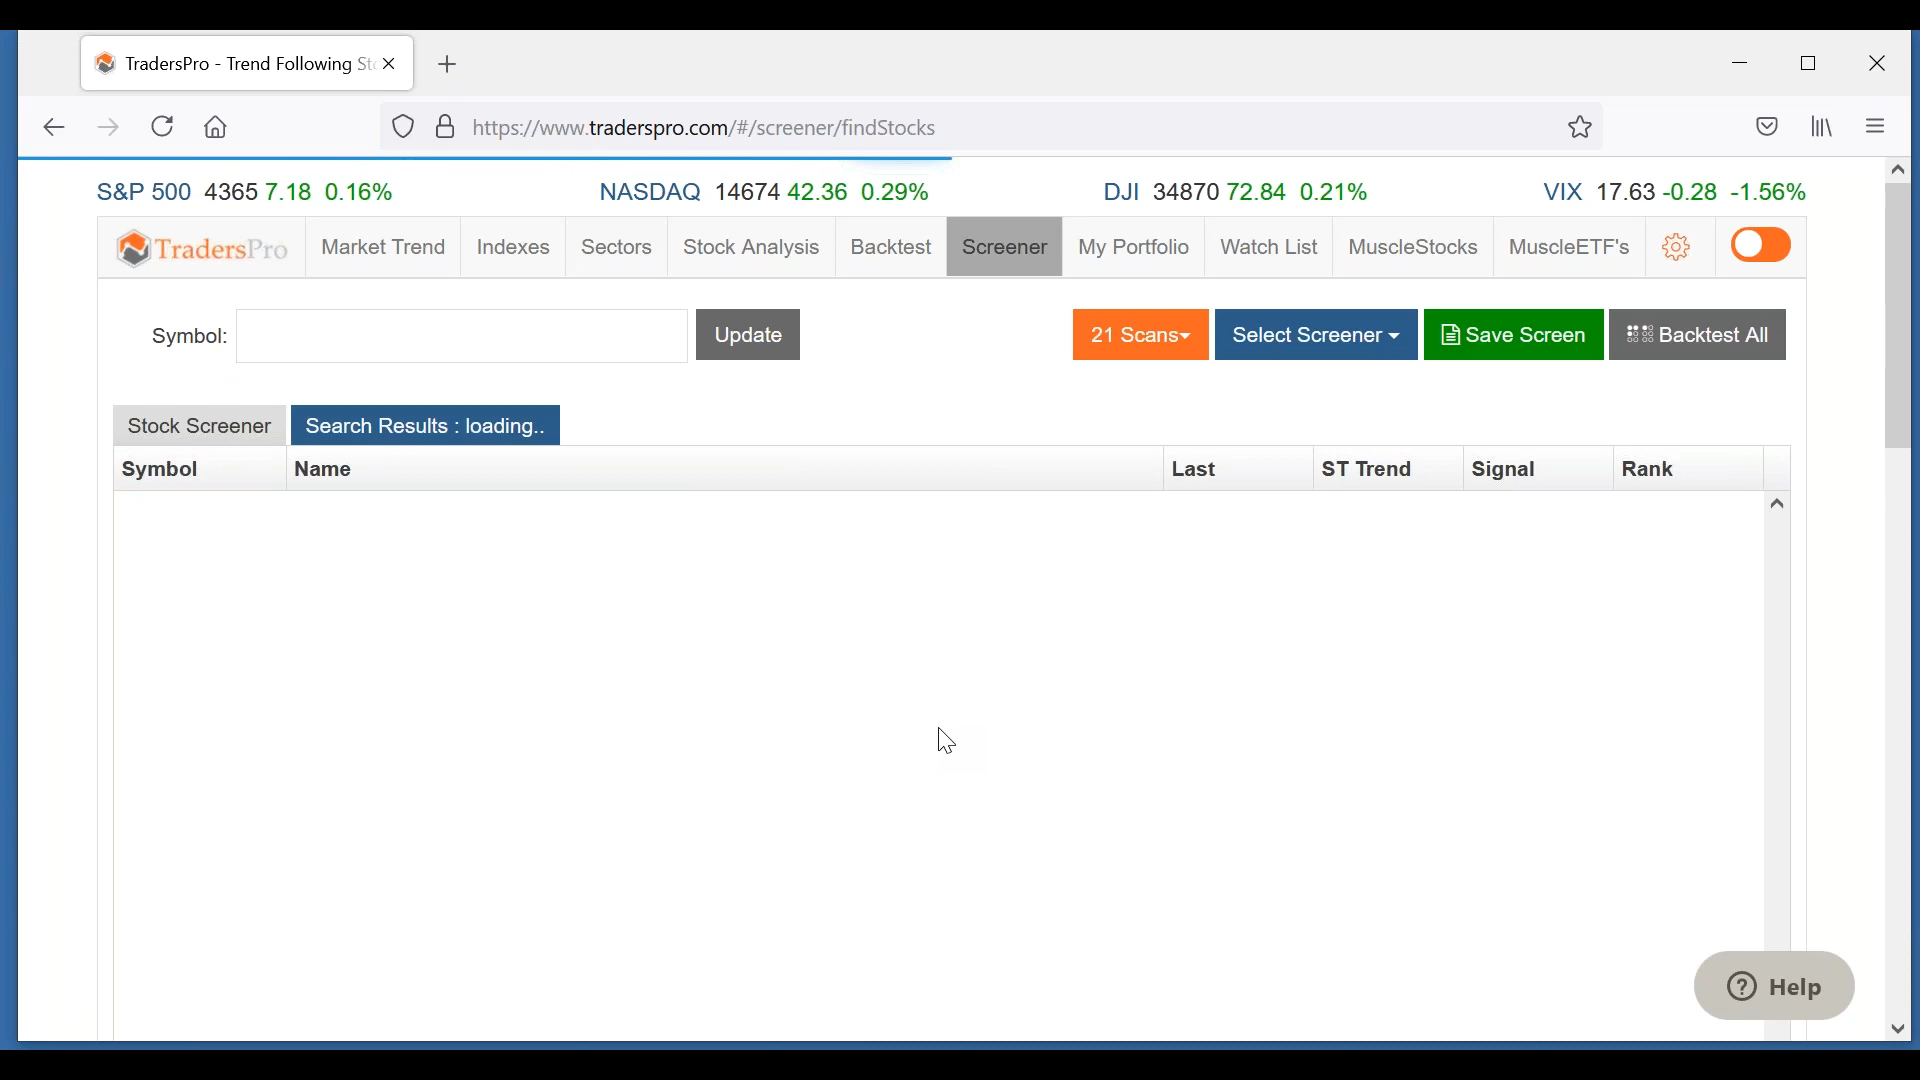 TradersPro - Trend Following St
https://www.traderspro.com/#/screener/findStocks
S&P 500 4365 7.18 0.16% NASDAQ 14674 42.36 0.29% DJI 34870 72.84 0.21% VIX 17.63 -0.28 -1.56%
TradersPro Market Trend Indexes Sectors Stock Analysis Backtest Screener My Portfolio Watch List MuscleStocks MuscleETF's
Symbol: Update 21 Scans Select Screener Save Screen Backtest All
Stock Screener Search Results : loading..
Symbol Name Last ST Trend Signal Rank
Help